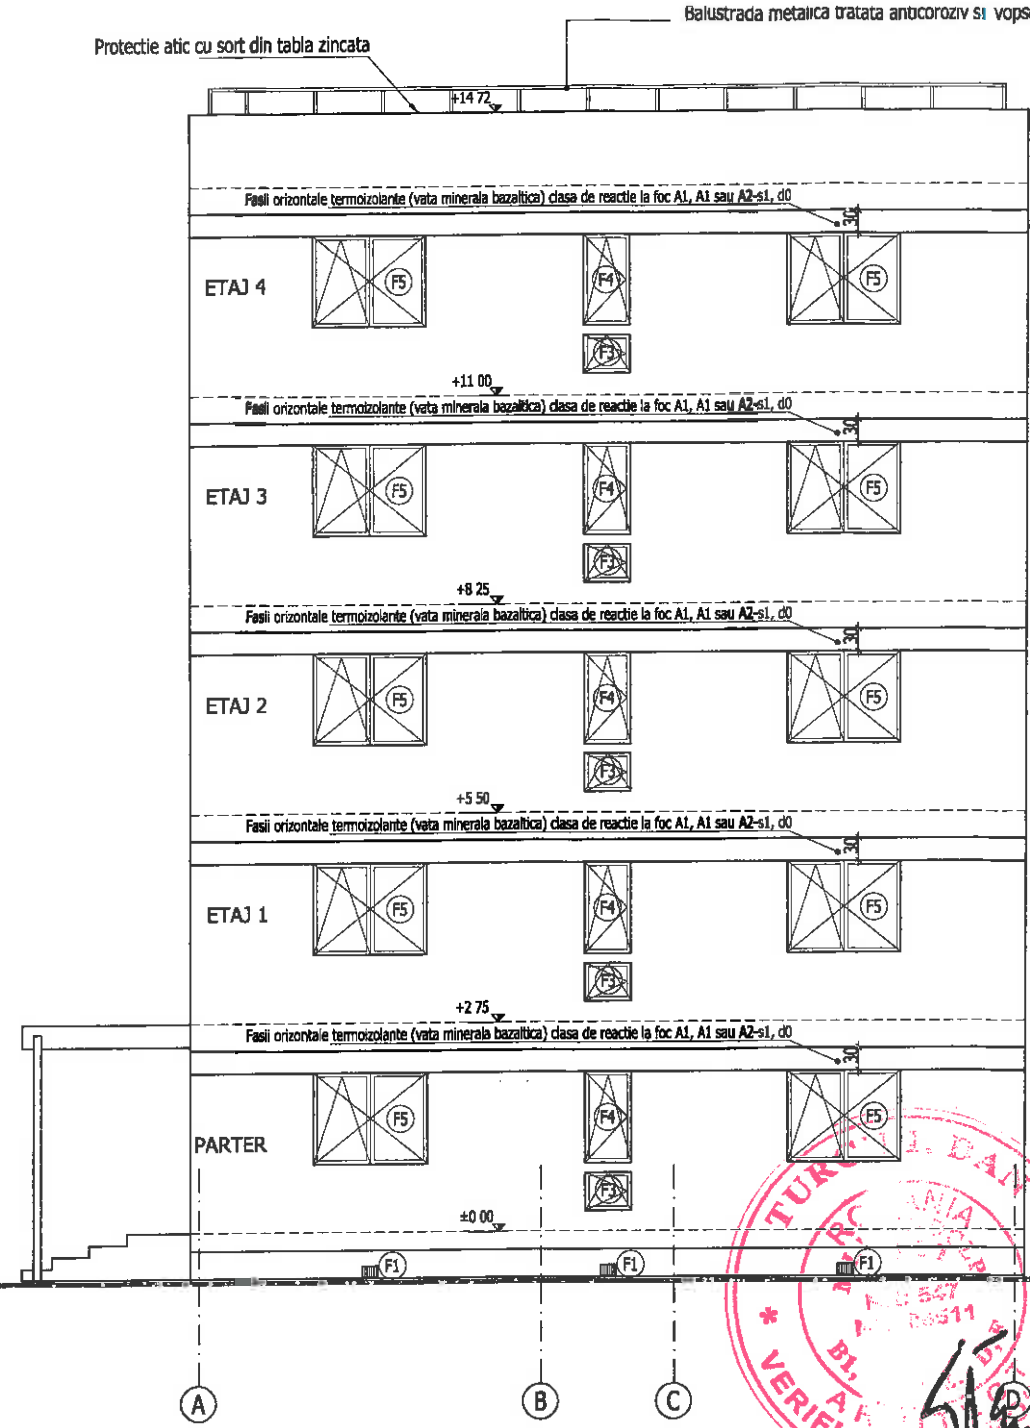 Balustrada metalica tratata anticoroziv si vops
Protectie atic cu sort din tabla zincata
+14 72
Fasii orizontale termoizolante (vata minerala bazaltica) clasa de reactie la foc A1, A1 sau A2-s1, d0
30
ETAJ 4
F5
F4
F5
F3
+11 00
Fasii orizontale termoizolante (vata minerala bazaltica) clasa de reactie la foc A1, A1 sau A2-s1, d0
30
ETAJ 3
F5
F4
F5
F3
+8 25
Fasii orizontale termoizolante (vata minerala bazaltica) clasa de reactie la foc A1, A1 sau A2-s1, d0
30
ETAJ 2
F5
F4
F5
F3
+5 50
Fasii orizontale termoizolante (vata minerala bazaltica) clasa de reactie la foc A1, A1 sau A2-s1, d0
30
ETAJ 1
F5
F4
F5
F3
+2 75
Fasii orizontale termoizolante (vata minerala bazaltica) clasa de reactie la foc A1, A1 sau A2-s1, d0
30
PARTER
F5
F4
F5
F3
±0 00
F1
F1
F1
A
B
C
D
DAN
B1,